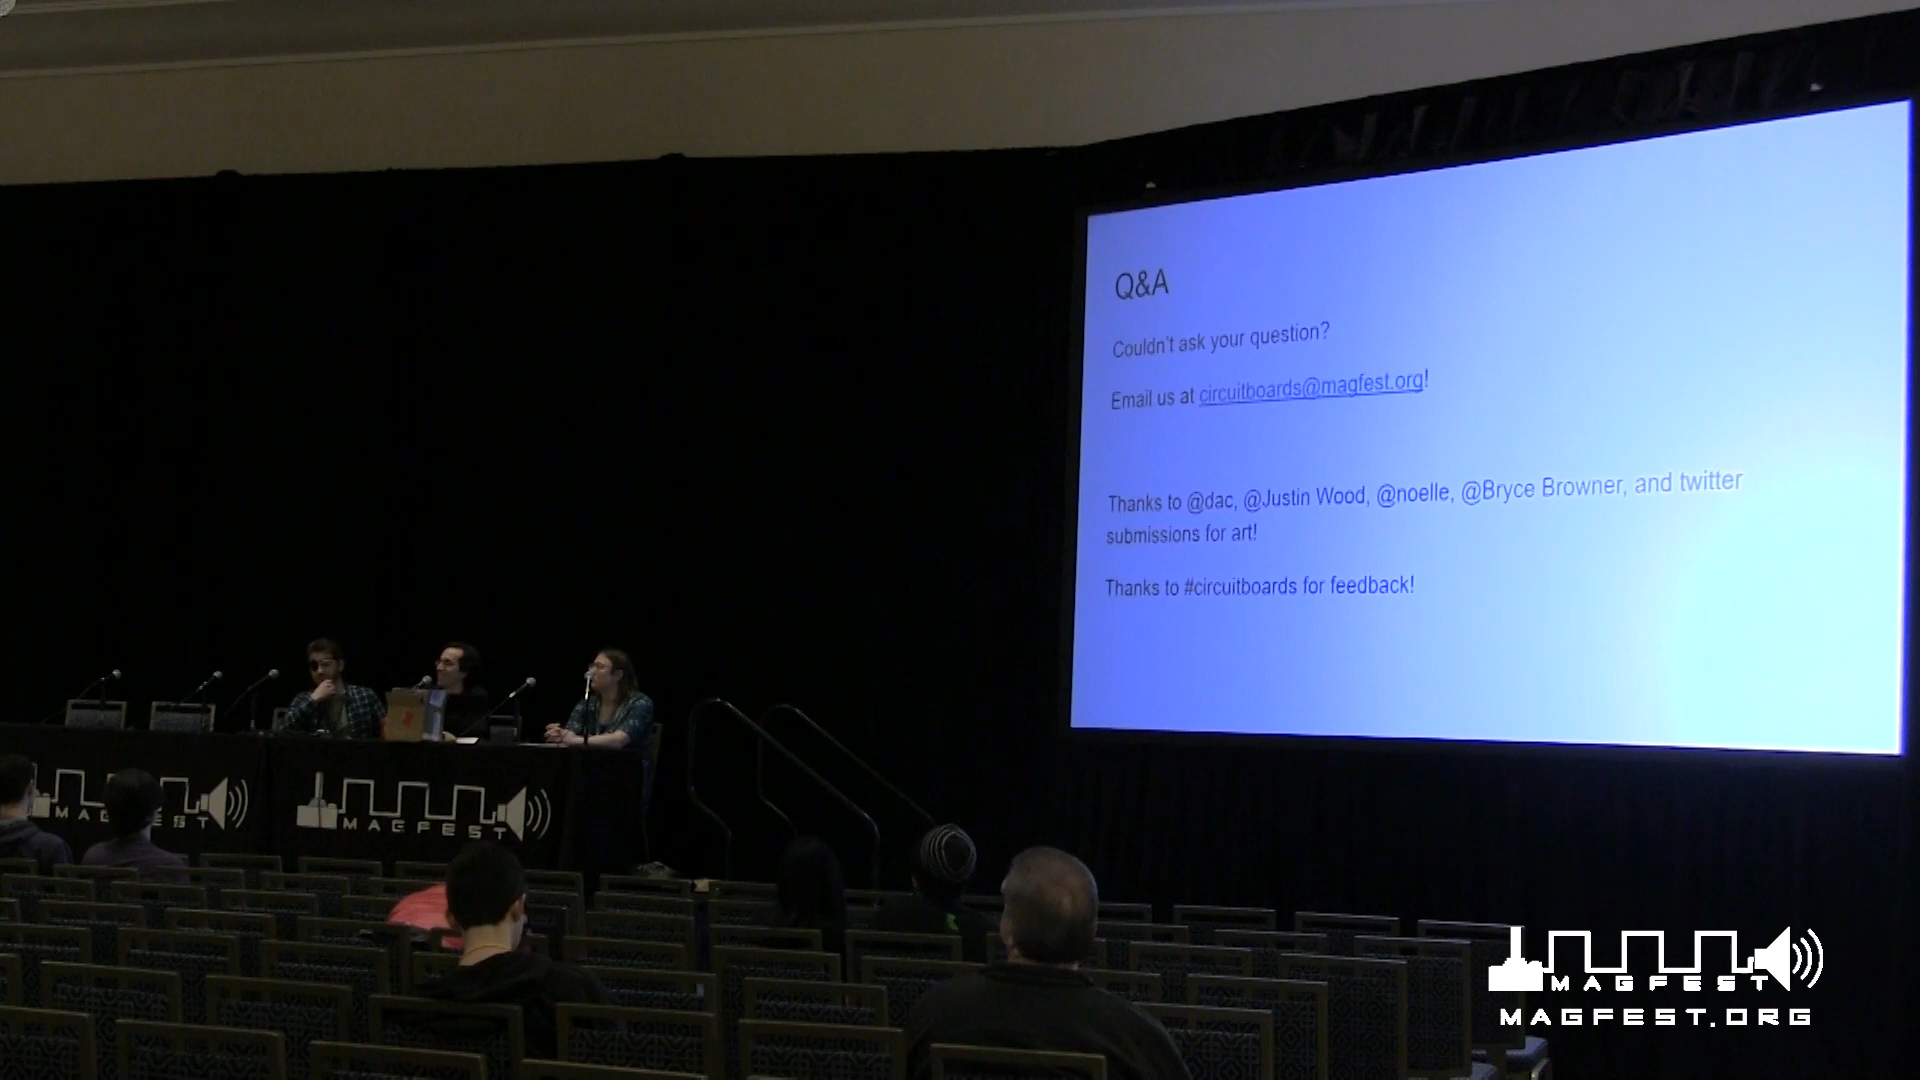 Q&A
Couldn't ask your question?
Email us at circuitboards@magfest.org!
Thanks to @dac, @Justin Wood, @noelle, @Bryce Browner, and twitter
submissions for art!
Thanks to #circuitboards for feedback!
MAGFEST
MAGFEST
MAGFEST
MAGFEST.ORG